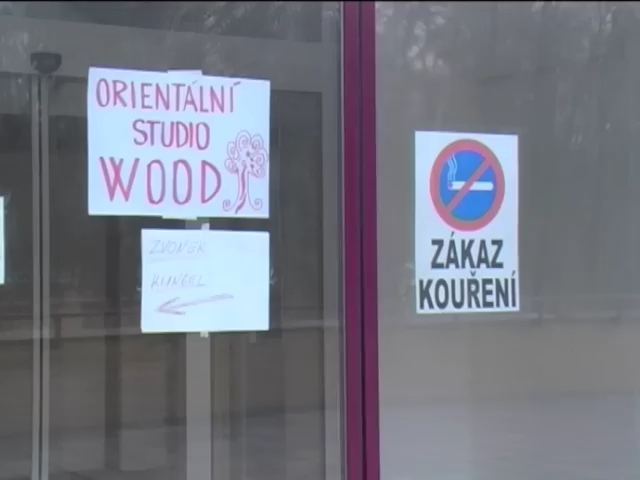 ORIENTÁLNÍ
STUDIO
WOOD
ZVONEK
KLINGEL
ZÁKAZ
KOUŘENÍ